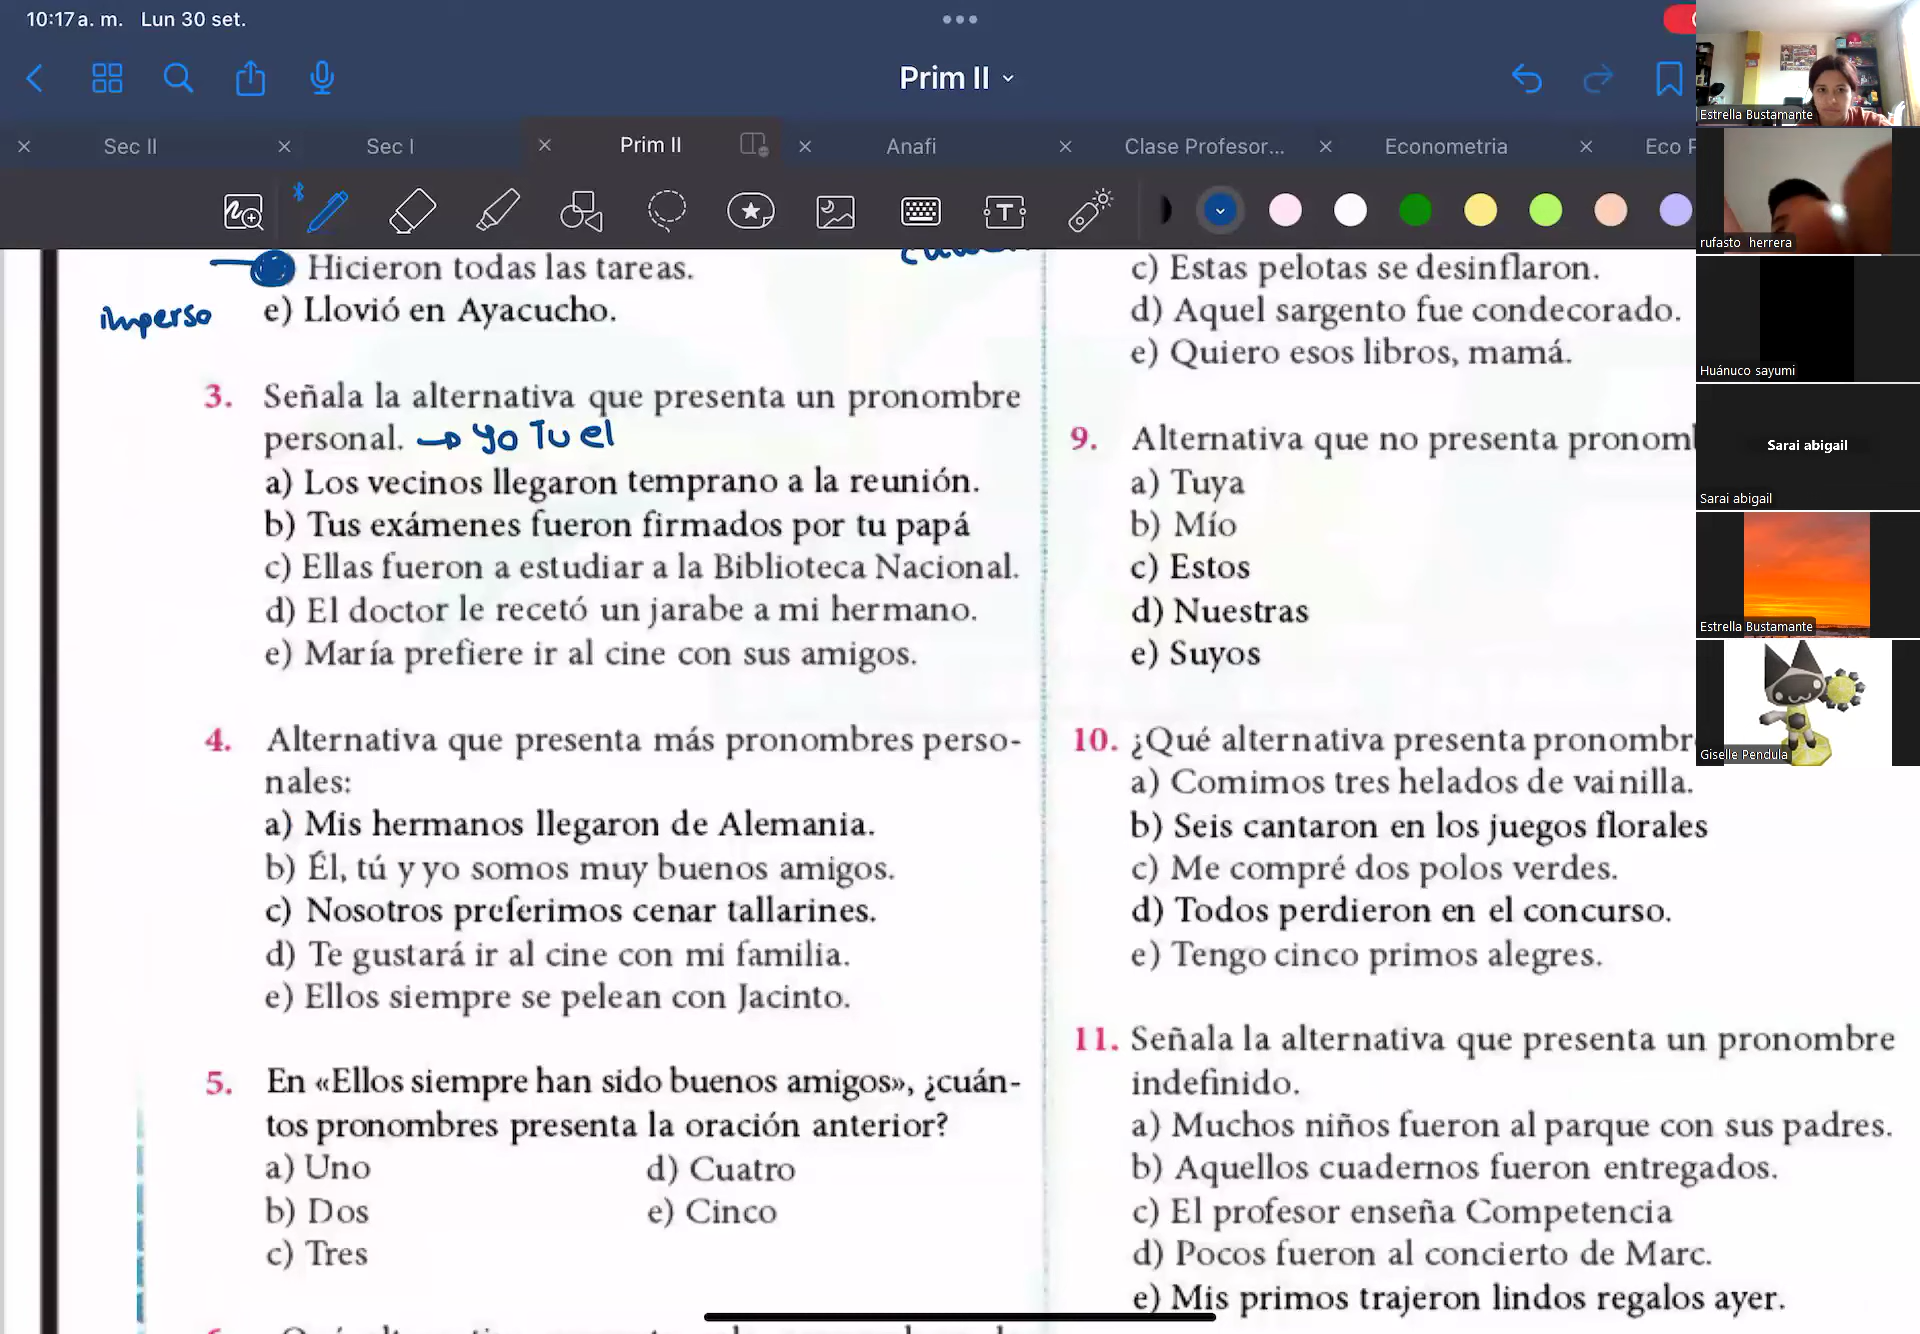 10:17 a. m. Lun 30 set.
Prim II
Sec II
Sec I
Prim II
Anafi
Clase Profesor...
Econometria
Eco
Hicieron todas las tareas.
imperso
e) Llovió en Ayacucho.
3. Señala la alternativa que presenta un pronombre
personal. → yo Tu el
a) Los vecinos llegaron temprano a la reunión.
b) Tus exámenes fueron firmados por tu papá
c) Ellas fueron a estudiar a la Biblioteca Nacional.
d) El doctor le recetó un jarabe a mi hermano.
e) María prefiere ir al cine con sus amigos.
4. Alternativa que presenta más pronombres perso-
nales:
a) Mis hermanos llegaron de Alemania.
b) Él, tú y yo somos muy buenos amigos.
c) Nosotros preferimos cenar tallarines.
d) Te gustará ir al cine con mi familia.
e) Ellos siempre se pelean con Jacinto.
5. En «Ellos siempre han sido buenos amigos», ¿cuán-
tos pronombres presenta la oración anterior?
a) Uno
b) Dos
c) Tres
d) Cuatro
e) Cinco
c) Estas pelotas se desinflaron.
d) Aquel sargento fue condecorado.
e) Quiero esos libros, mamá.
9. Alternativa que no presenta
a) Tuya
b) Mío
c) Estos
d) Nuestras
e) Suyos
10. ¿Qué alternativa presenta
a) Comimos tres helados de vainilla.
b) Seis cantaron en los juegos florales
c) Me compré dos polos verdes.
d) Todos perdieron en el concurso.
e) Tengo cinco primos alegres.
11. Señala la alternativa que presenta un pronombre
indefinido.
a) Muchos niños fueron al parque con sus padres.
b) Aquellos cuadernos fueron entregados.
c) El profesor enseña Competencia
d) Pocos fueron al concierto de Marc.
e) Mis primos trajeron lindos regalos ayer.
Estrella Bustamante
rufasto herrera
Huánuco sayumi
Sarai abigail
Sarai abigail
Estrella Bustamante
Giselle Pendula